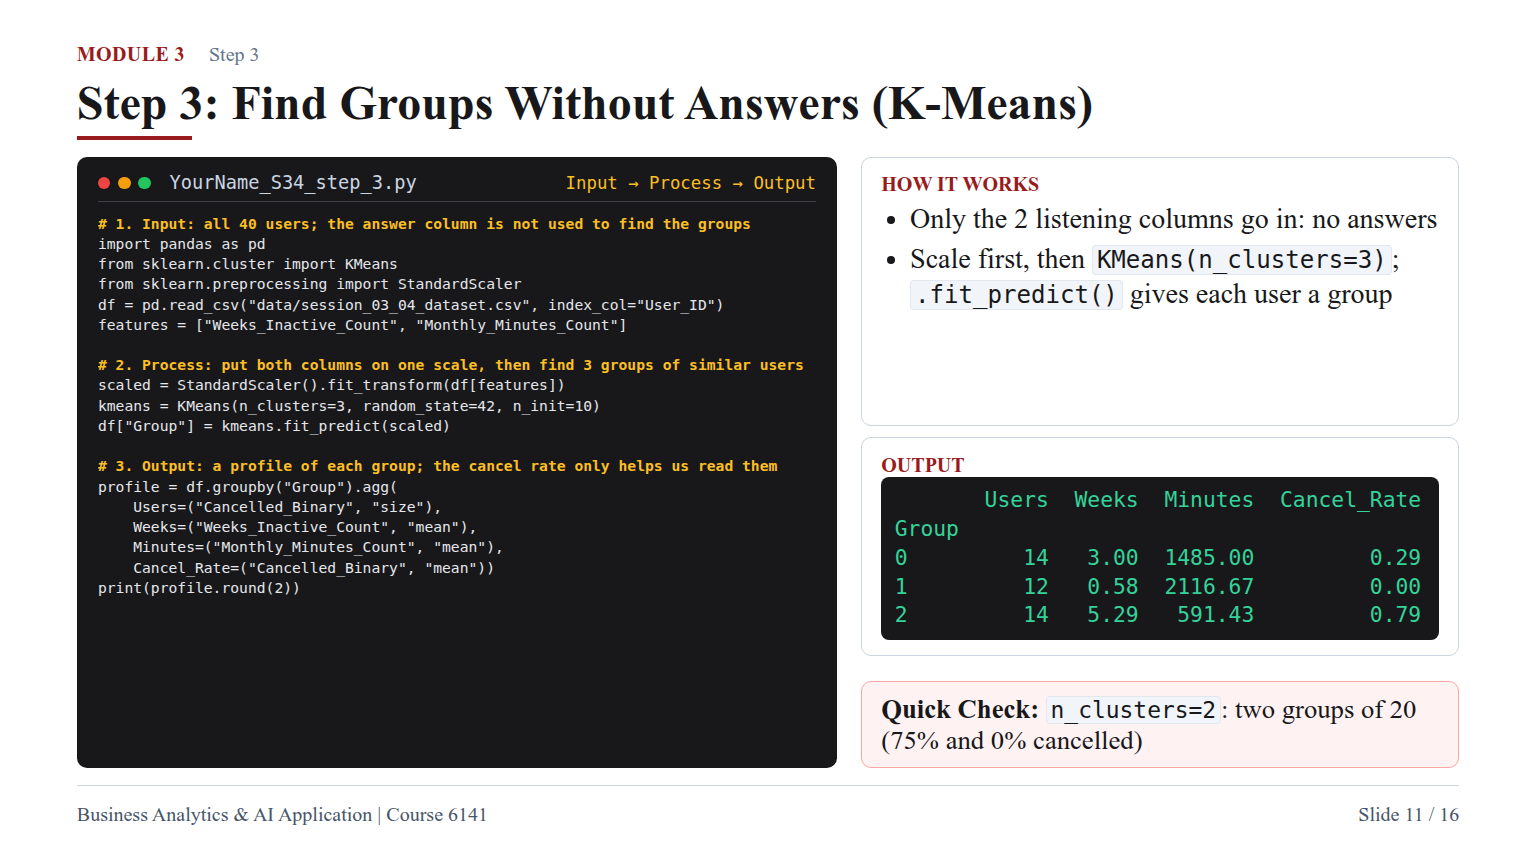 MODULE 3 Step 3
Step 3: Find Groups Without Answers (K-Means)
YourName_S34_step_3.py Input → Process → Output
# 1. Input: all 40 users; the answer column is not used to find the groups
import pandas as pd
from sklearn.cluster import KMeans
from sklearn.preprocessing import StandardScaler
df = pd.read_csv("data/session_03_04_dataset.csv", index_col="User_ID")
features = ["Weeks_Inactive_Count", "Monthly_Minutes_Count"]
# 2. Process: put both columns on one scale, then find 3 groups of similar users
scaled = StandardScaler().fit_transform(df[features])
kmeans = KMeans(n_clusters=3, random_state=42, n_init=10)
df["Group"] = kmeans.fit_predict(scaled)
# 3. Output: a profile of each group; the cancel rate only helps us read them
profile = df.groupby("Group").agg(
    Users=("Cancelled_Binary", "size"),
    Weeks=("Weeks_Inactive_Count", "mean"),
    Minutes=("Monthly_Minutes_Count", "mean"),
    Cancel_Rate=("Cancelled_Binary", "mean"))
print(profile.round(2))
HOW IT WORKS
• Only the 2 listening columns go in: no answers
• Scale first, then KMeans(n_clusters=3);
.fit_predict() gives each user a group
OUTPUT
Users Weeks Minutes Cancel_Rate
Group
0 14 3.00 1485.00 0.29
1 12 0.58 2116.67 0.00
2 14 5.29 591.43 0.79
Quick Check: n_clusters=2: two groups of 20
(75% and 0% cancelled)
Business Analytics & AI Application | Course 6141 Slide 11 / 16